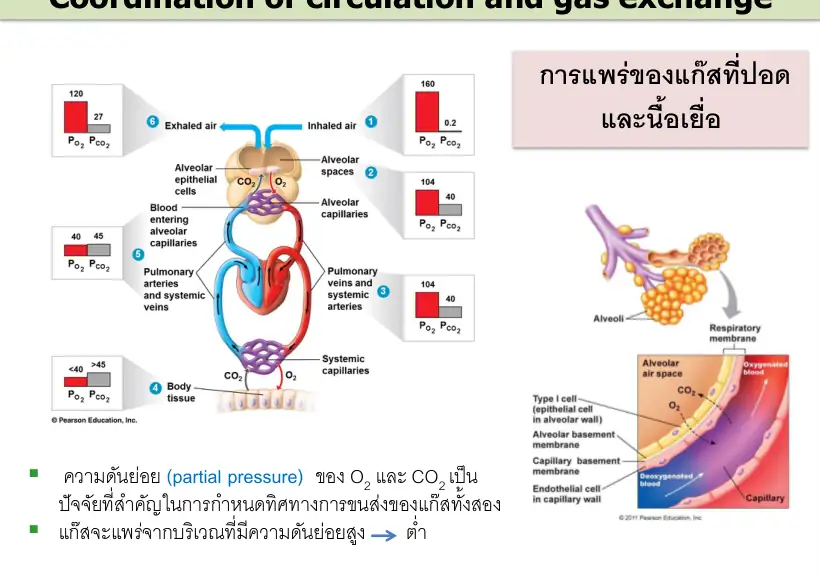 Coordination of circulation and gas exchange
การแพร่ของแก๊สที่ปอด
และเนื้อเยื่อ
120
27
PO2 PCO2
6
Exhaled air
Inhaled air
1
160
0.2
PO2 PCO2
Alveolar
epithelial
cells
CO2
O2
Alveolar
spaces
2
104
40
PO2 PCO2
Blood
entering
alveolar
capillaries
Alveolar
capillaries
40 45
PO2 PCO2
5
Pulmonary
arteries
and systemic
veins
Pulmonary
veins and
systemic
arteries
3
104
40
PO2 PCO2
<40 >45
PO2 PCO2
4
Body
tissue
CO2
O2
Systemic
capillaries
© Pearson Education, Inc.
Alveoli
Respiratory
membrane
Alveolar
air space
Oxygenated
blood
CO2
O2
Type I cell
(epithelial cell
in alveolar wall)
Alveolar basement
membrane
Capillary basement
membrane
Endothelial cell
in capillary wall
Deoxygenated
blood
Capillary
© 2011 Pearson Education, Inc
ความดันย่อย (partial pressure) ของ O2 และ CO2 เป็น
ปัจจัยที่สำคัญในการกำหนดทิศทางการขนส่งของแก๊สทั้งสอง
แก๊สจะแพร่จากบริเวณที่มีความดันย่อยสูง → ต่ำ